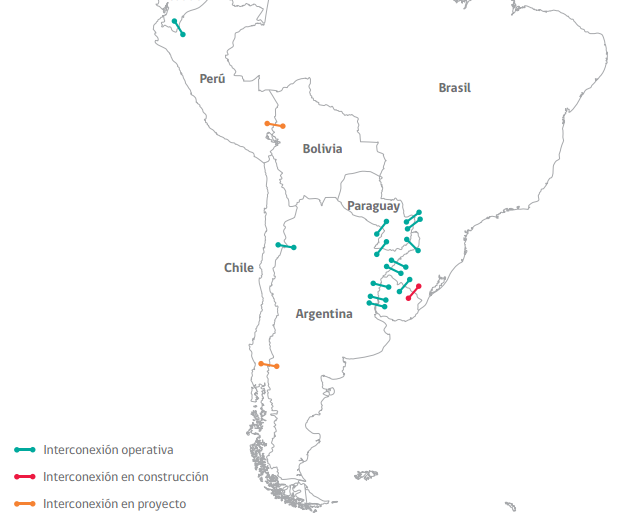 Perú
Brasil
Bolivia
Paraguay
Chile
Argentina
Interconexión operativa
Interconexión en construcción
Interconexión en proyecto